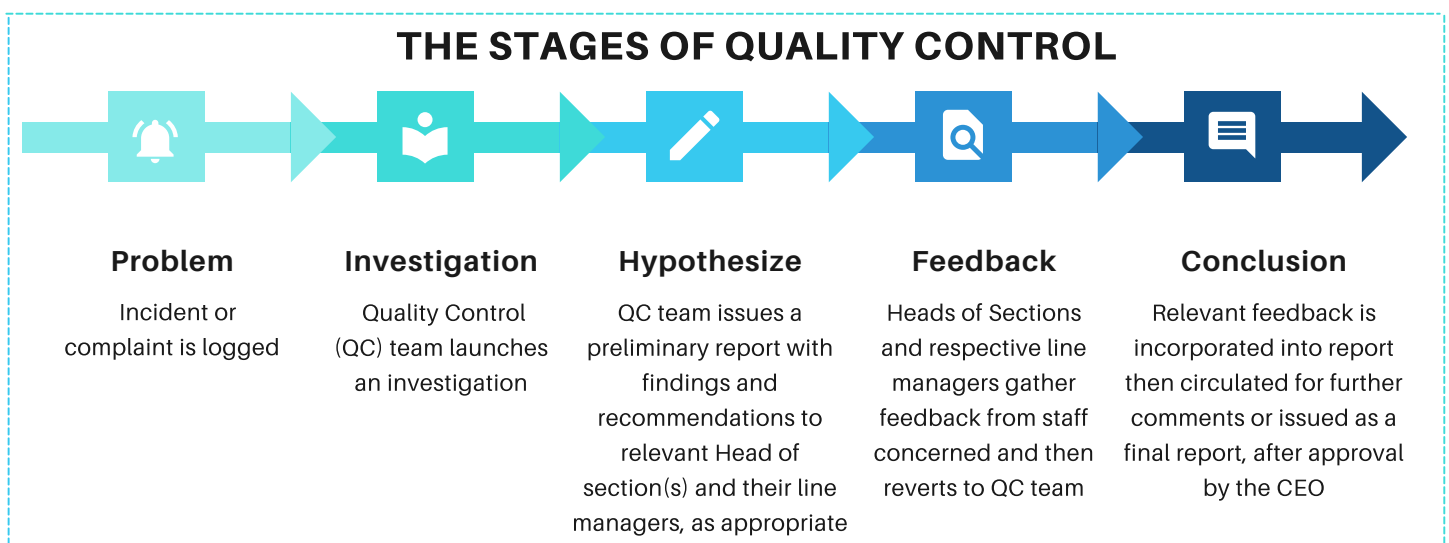 THE STAGES OF QUALITY CONTROL
Problem
Incident or
complaint is logged
Investigation
Quality Control
(QC) team launches
an investigation
Hypothesize
QC team issues a
preliminary report with
findings and
recommendations to
relevant Head of
section(s) and their line
managers, as appropriate
Feedback
Heads of Sections
and respective line
managers gather
feedback from staff
concerned and then
reverts to QC team
Conclusion
Relevant feedback is
incorporated into report
then circulated for further
comments or issued as a
final report, after approval
by the CEO